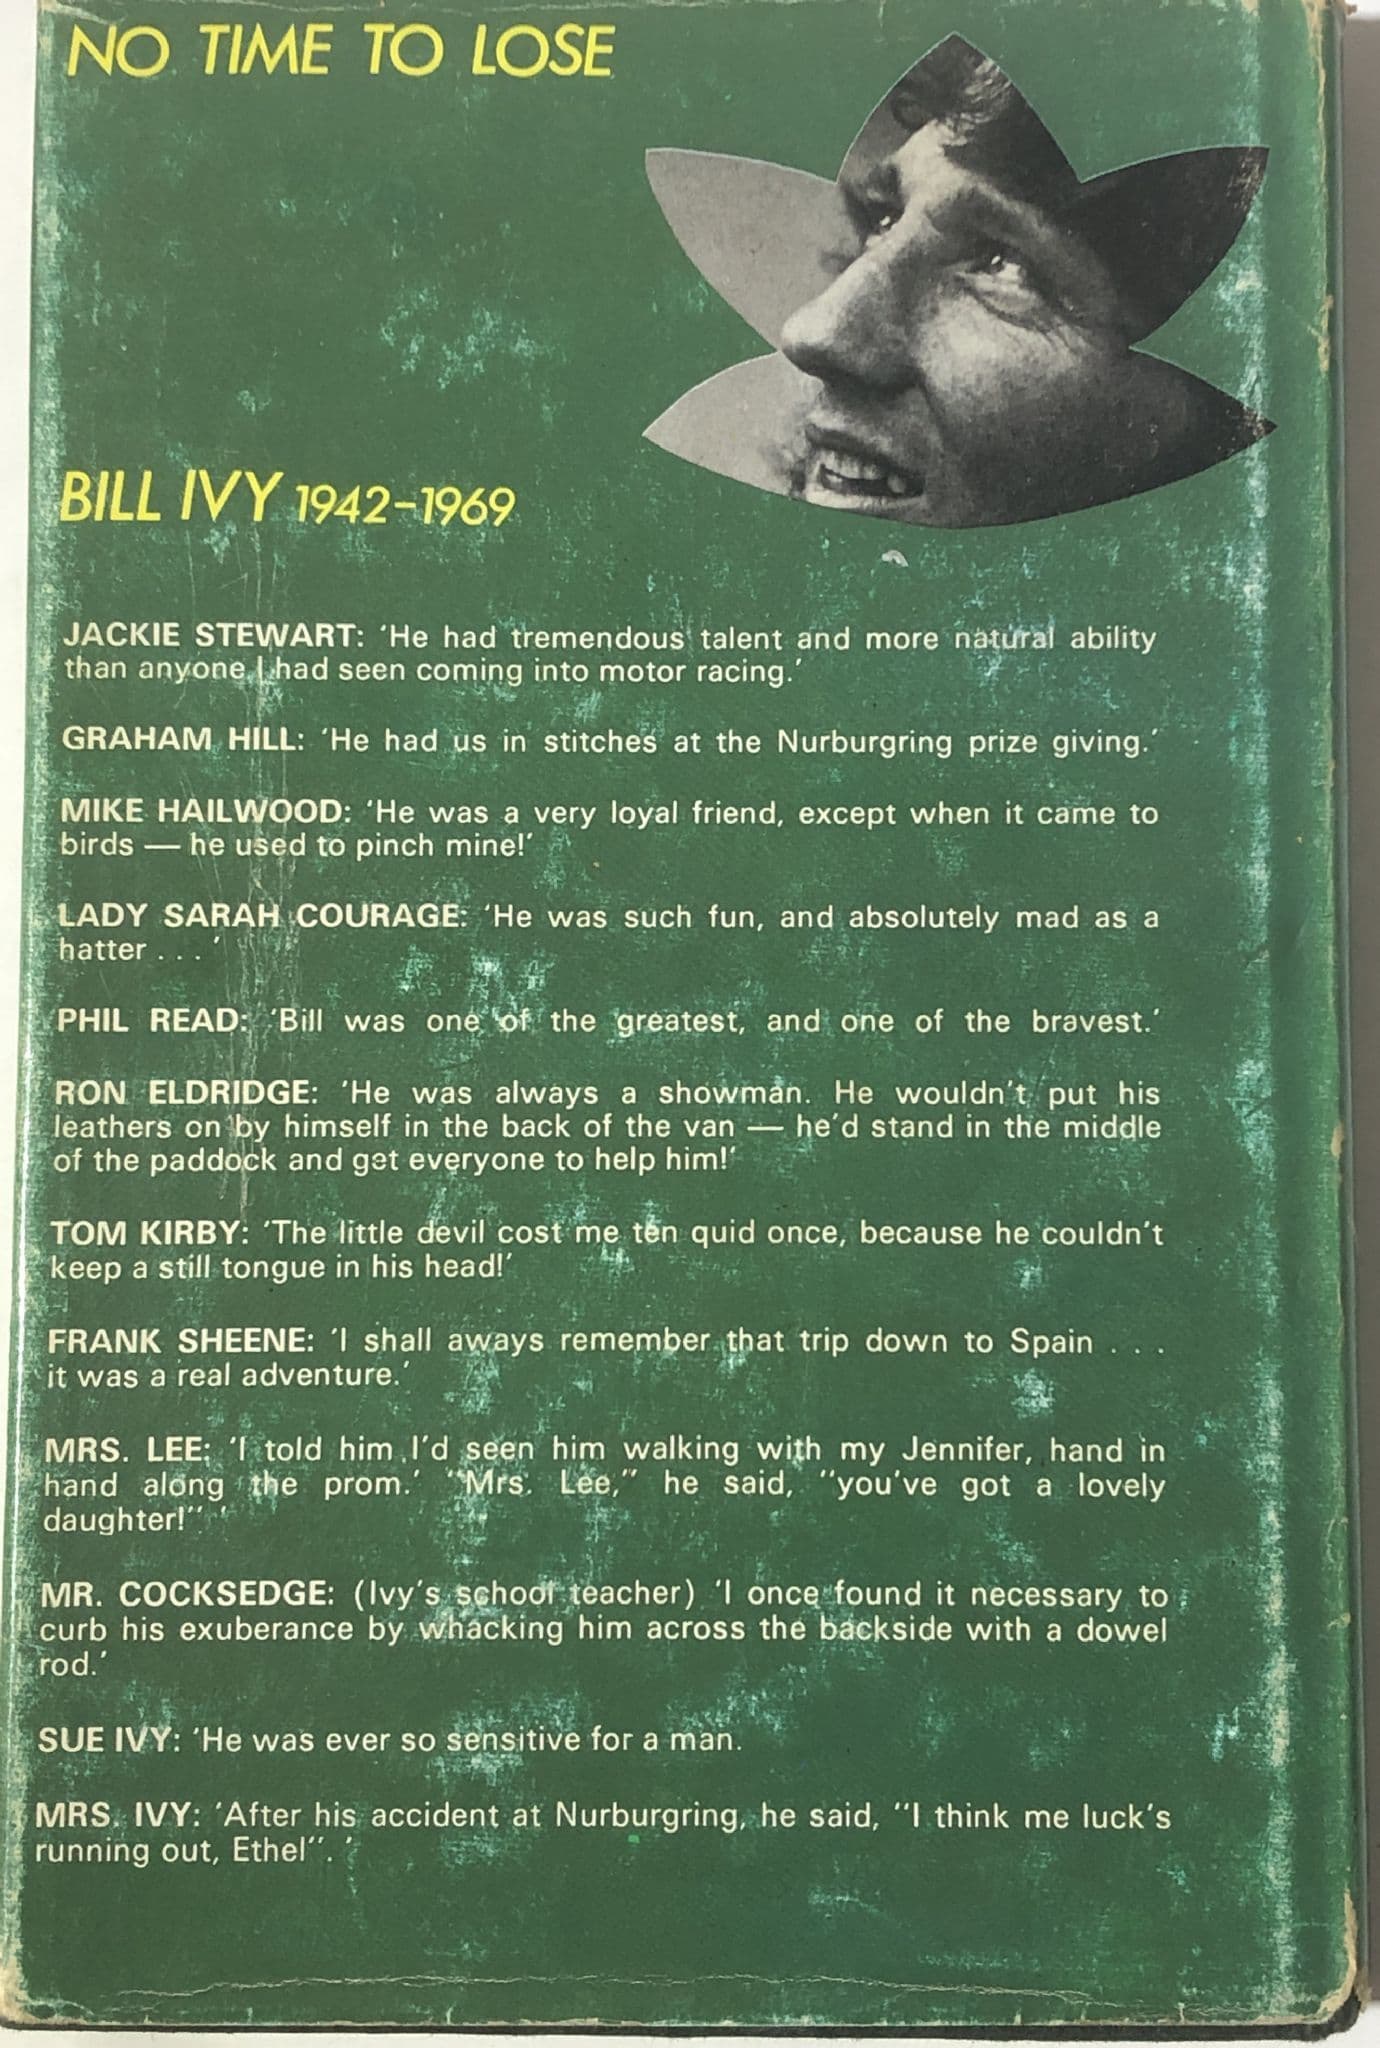 NO TIME TO LOSE
BILL IVY 1942-1969
JACKIE STEWART: ‘He had tremendous talent and more natural ability
than anyone I had seen coming into motor racing.’
GRAHAM HILL: ‘He had us in stitches at the Nurburgring prize giving.’
MIKE HAILWOOD: ‘He was a very loyal friend, except when it came to
birds — he used to pinch mine!’
LADY SARAH COURAGE: ‘He was such fun, and absolutely mad as a
hatter . . .’
PHIL READ: ‘Bill was one of the greatest, and one of the bravest.’
RON ELDRIDGE: ‘He was always a showman. He wouldn’t put his
leathers on by himself in the back of the van — he’d stand in the middle
of the paddock and get everyone to help him!’
TOM KIRBY: ‘The little devil cost me ten quid once, because he couldn’t
keep a still tongue in his head!’
FRANK SHEENE: ‘I shall aways remember that trip down to Spain . . .
it was a real adventure.’
MRS. LEE: ‘I told him I’d seen him walking with my Jennifer, hand in
hand along the prom.’ “Mrs. Lee,” he said, “you’ve got a lovely
daughter!” ’
MR. COCKSEDGE: (Ivy’s school teacher) ‘I once found it necessary to
curb his exuberance by whacking him across the backside with a dowel
rod.’
SUE IVY: ‘He was ever so sensitive for a man.
MRS. IVY: ‘After his accident at Nurburgring, he said, “I think me luck’s
running out, Ethel”. ’